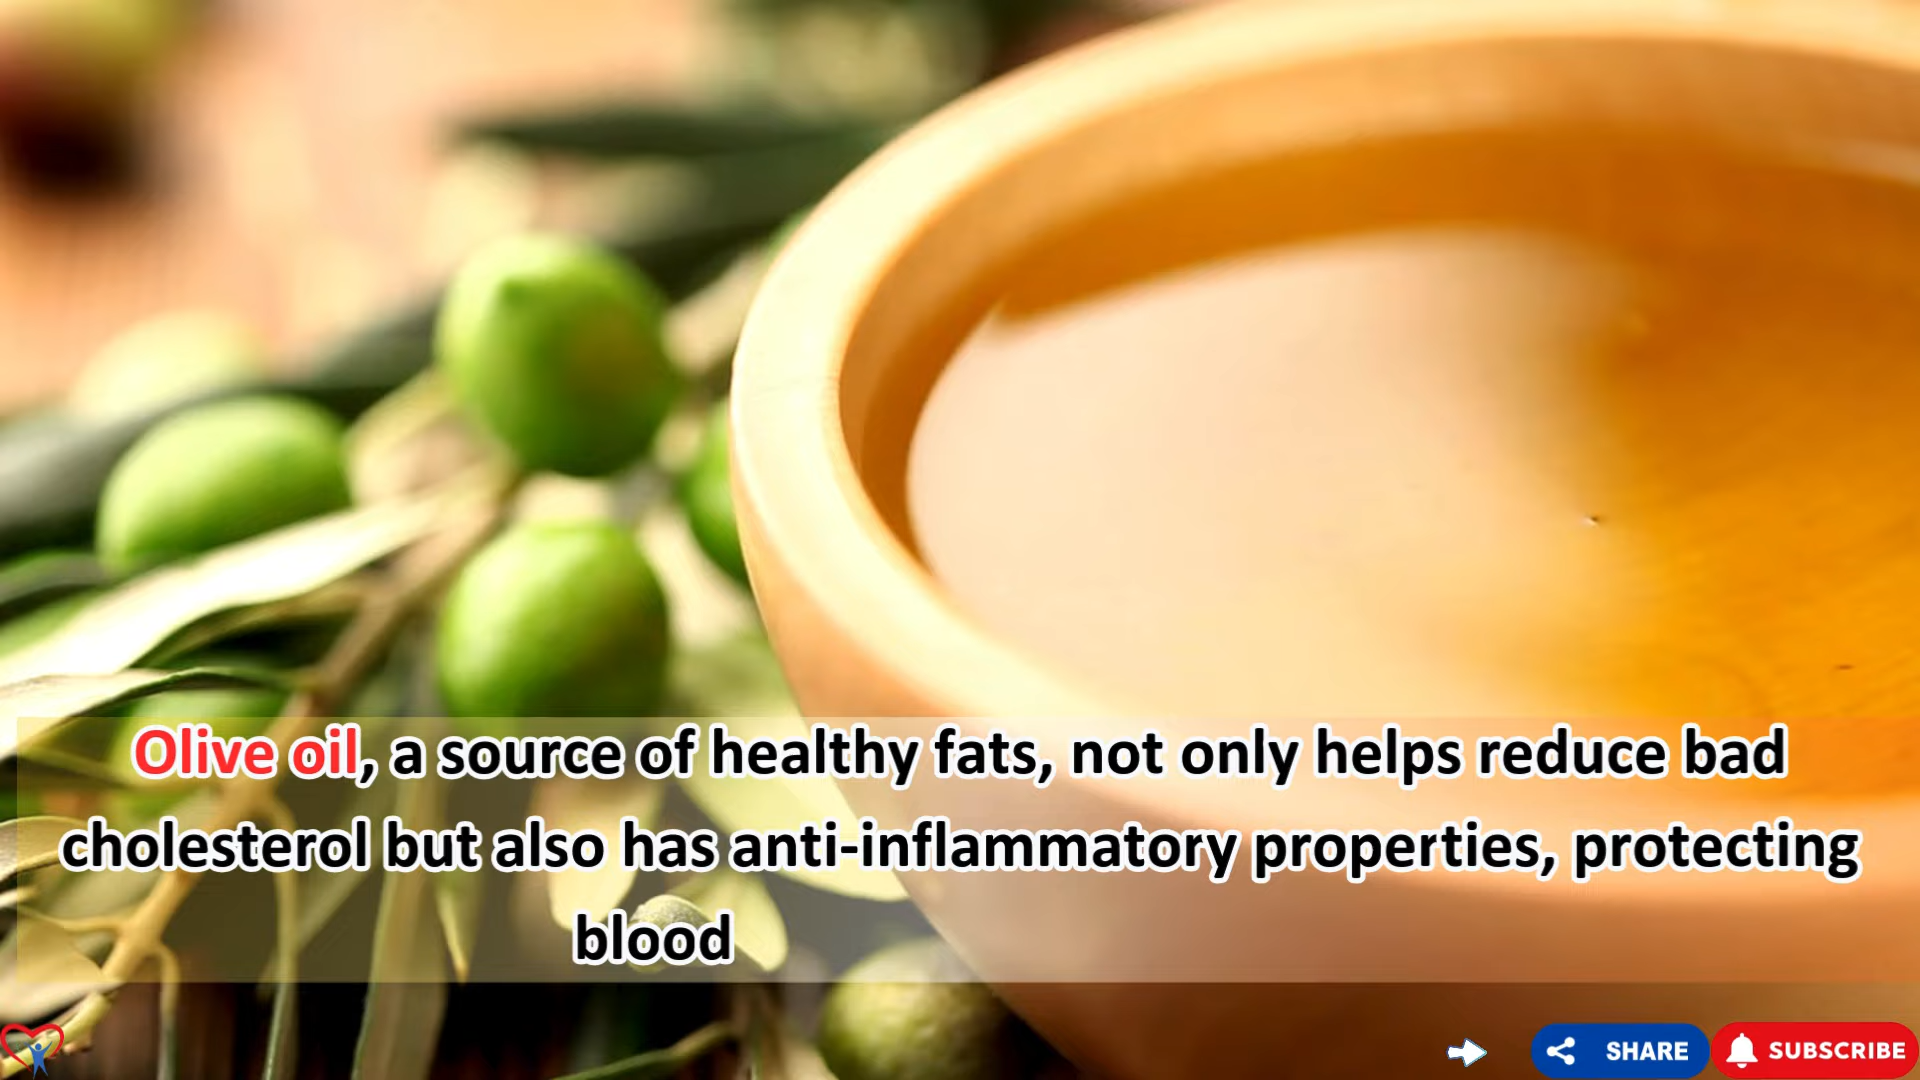 Olive oil, a source of healthy fats, not only helps reduce bad
cholesterol but also has anti-inflammatory properties, protecting
blood
SHARE
SUBSCRIBE